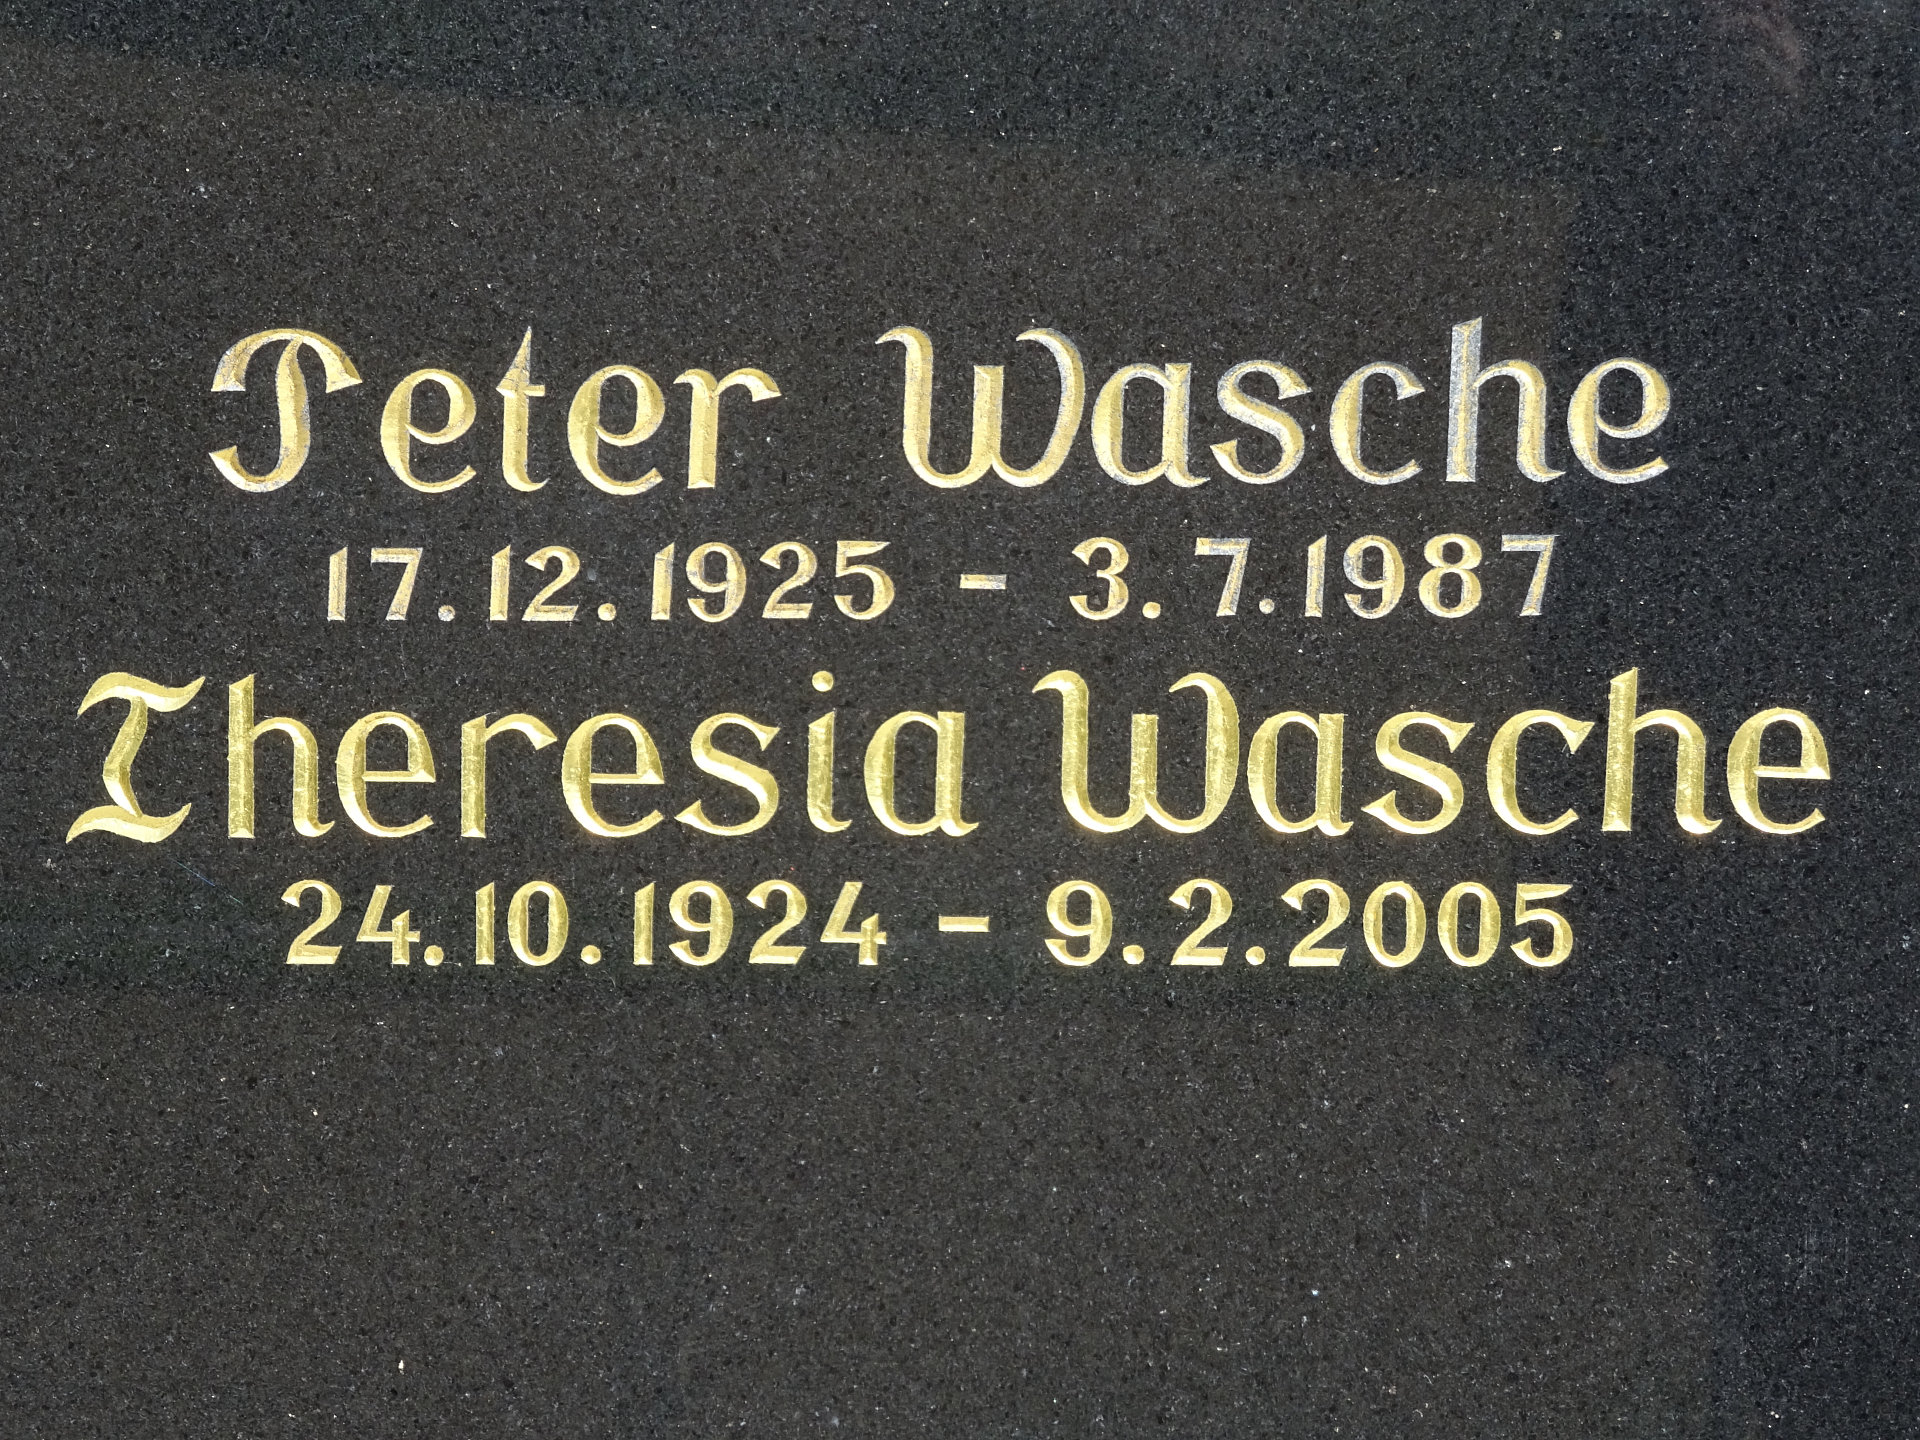 Peter Wasche
17.12.1925 - 3.7.1987
Theresia Wasche
24.10.1924 - 9.2.2005